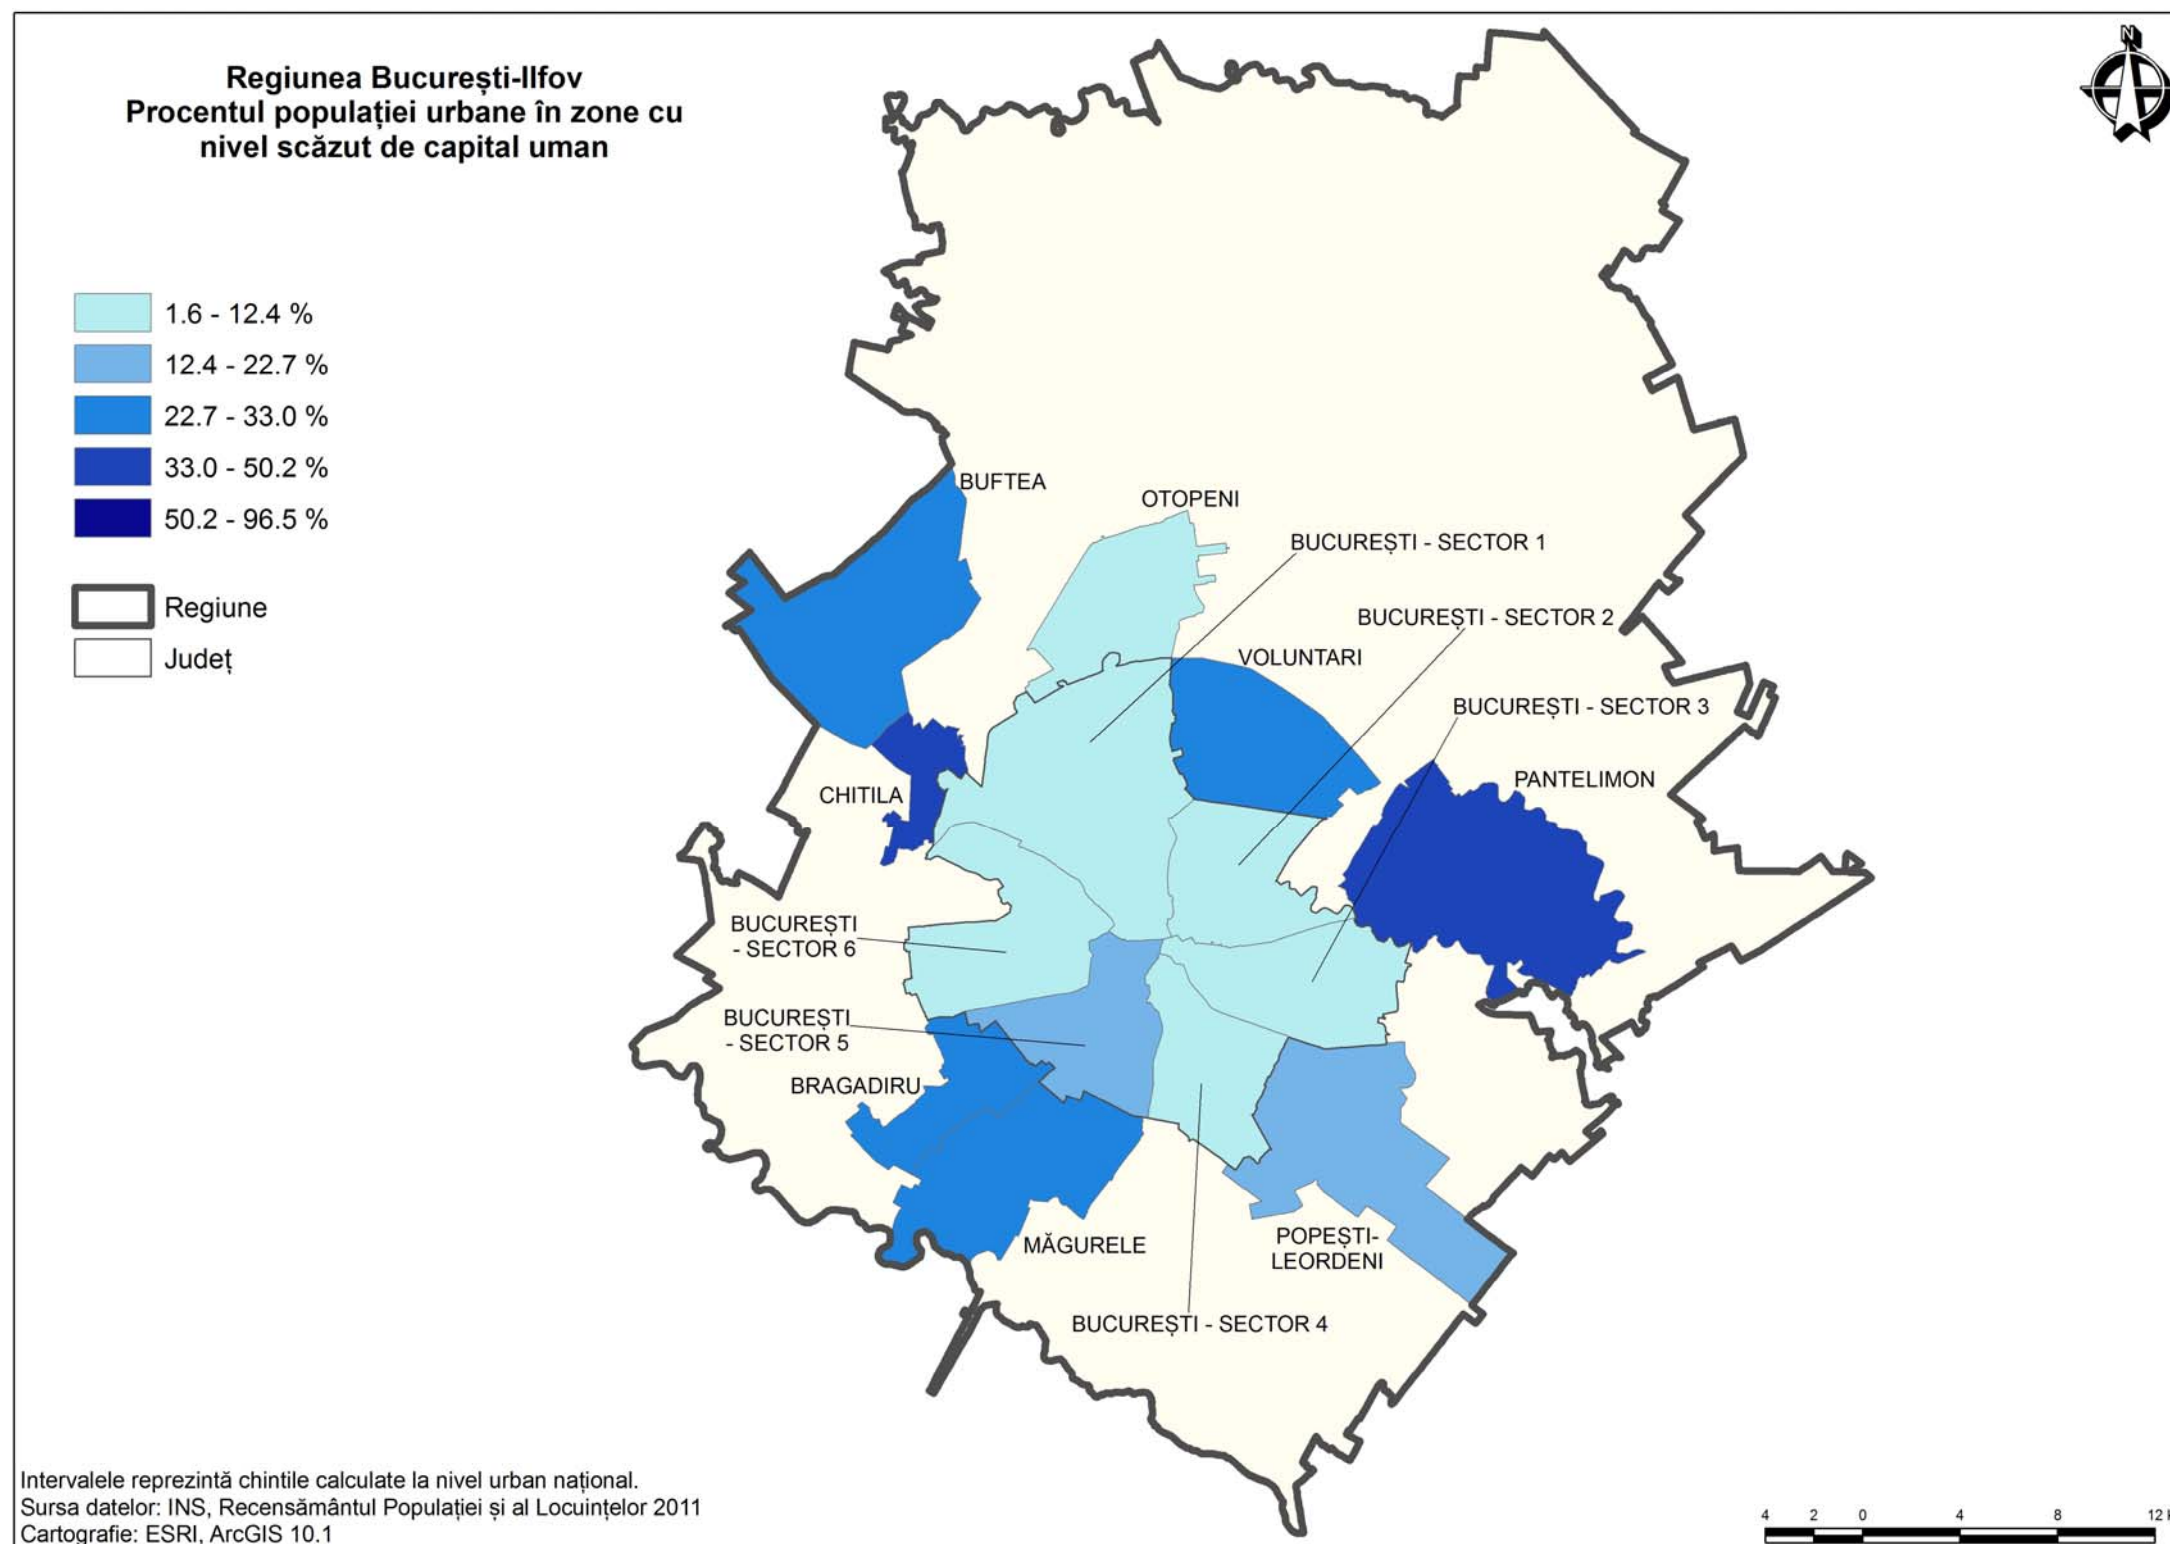 Regiunea București-Ilfov
Procentul populației urbane în zone cu
nivel scăzut de capital uman
N
1.6 - 12.4 %
12.4 - 22.7 %
22.7 - 33.0 %
33.0 - 50.2 %
50.2 - 96.5 %
Regiune
Județ
BUFTEA
OTOPENI
BUCUREȘTI - SECTOR 1
BUCUREȘTI - SECTOR 2
VOLUNTARI
BUCUREȘTI - SECTOR 3
PANTELIMON
CHITILA
BUCUREȘTI
- SECTOR 6
BUCUREȘTI
- SECTOR 5
BRAGADIRU
MĂGURELE
POPEȘTI-
LEORDENI
BUCUREȘTI - SECTOR 4
Intervalele reprezintă chintile calculate la nivel urban național.
Sursa datelor: INS, Recensământul Populației și al Locuințelor 2011
Cartografie: ESRI, ArcGIS 10.1
4 2 0 4 8 12